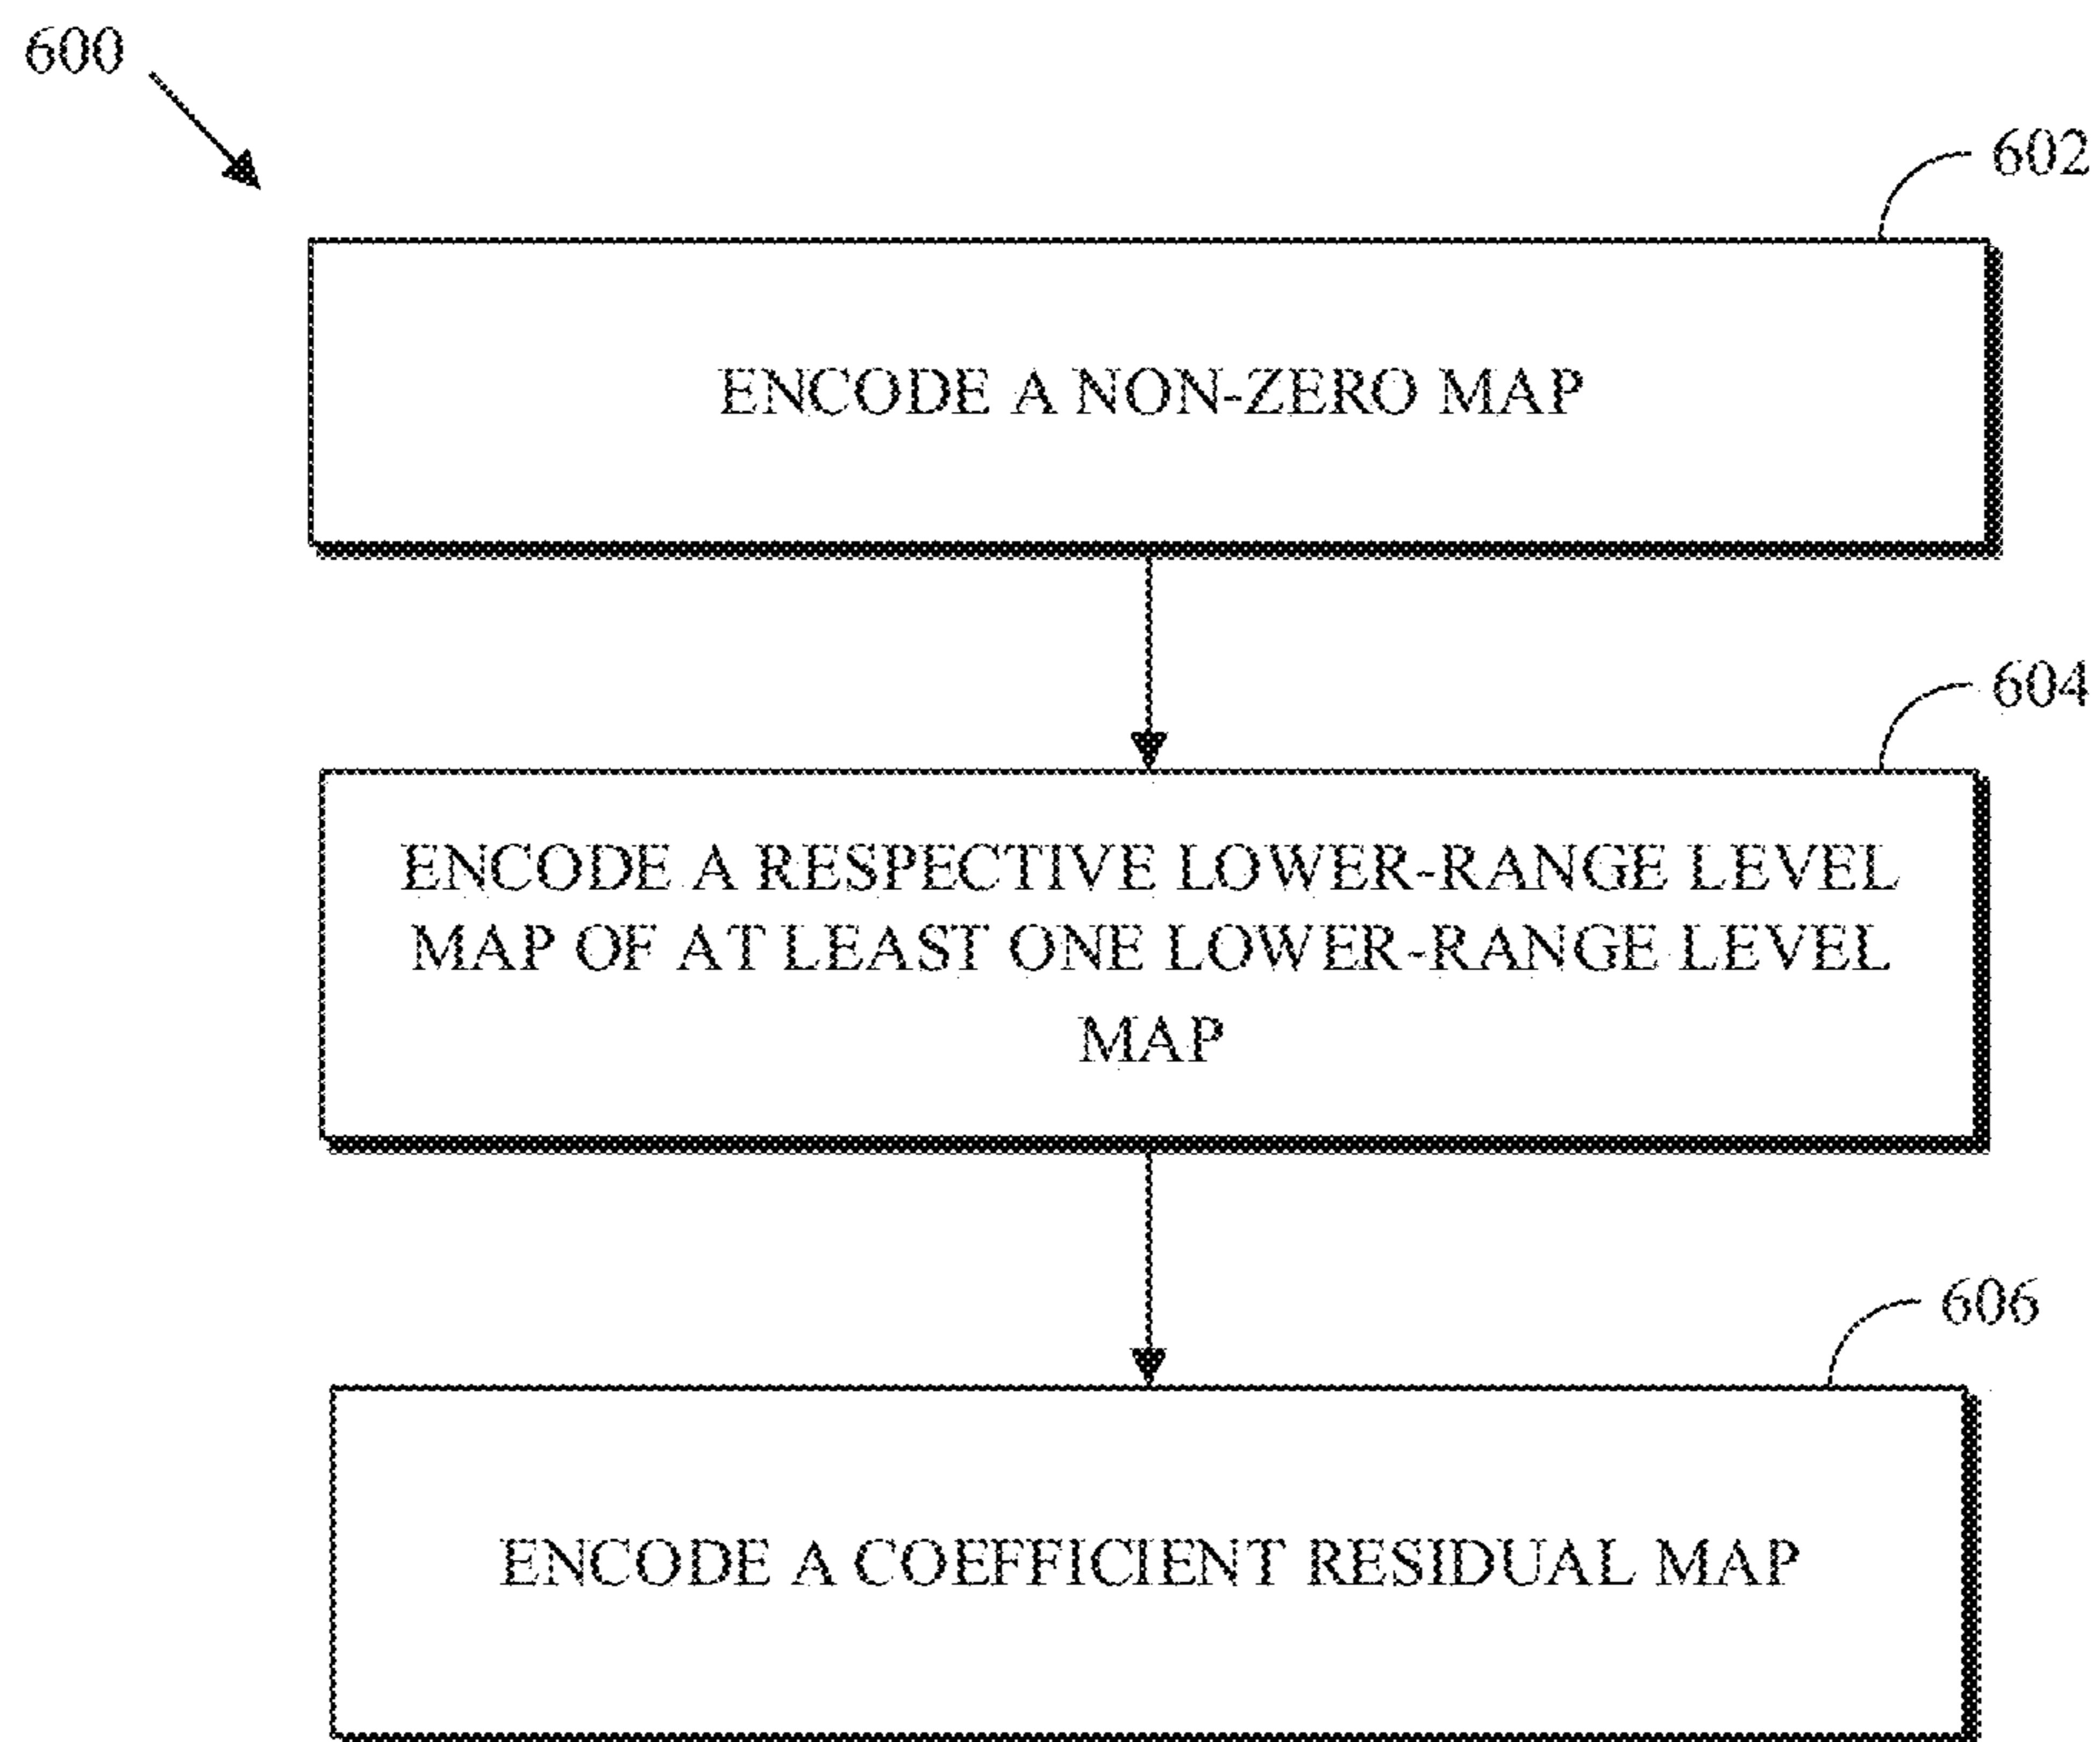 600
602
ENCODE A NON-ZERO MAP
604
ENCODE A RESPECTIVE LOWER-RANGE LEVEL
MAP OF AT LEAST ONE LOWER-RANGE LEVEL
MAP
606
ENCODE A COEFFICIENT RESIDUAL MAP